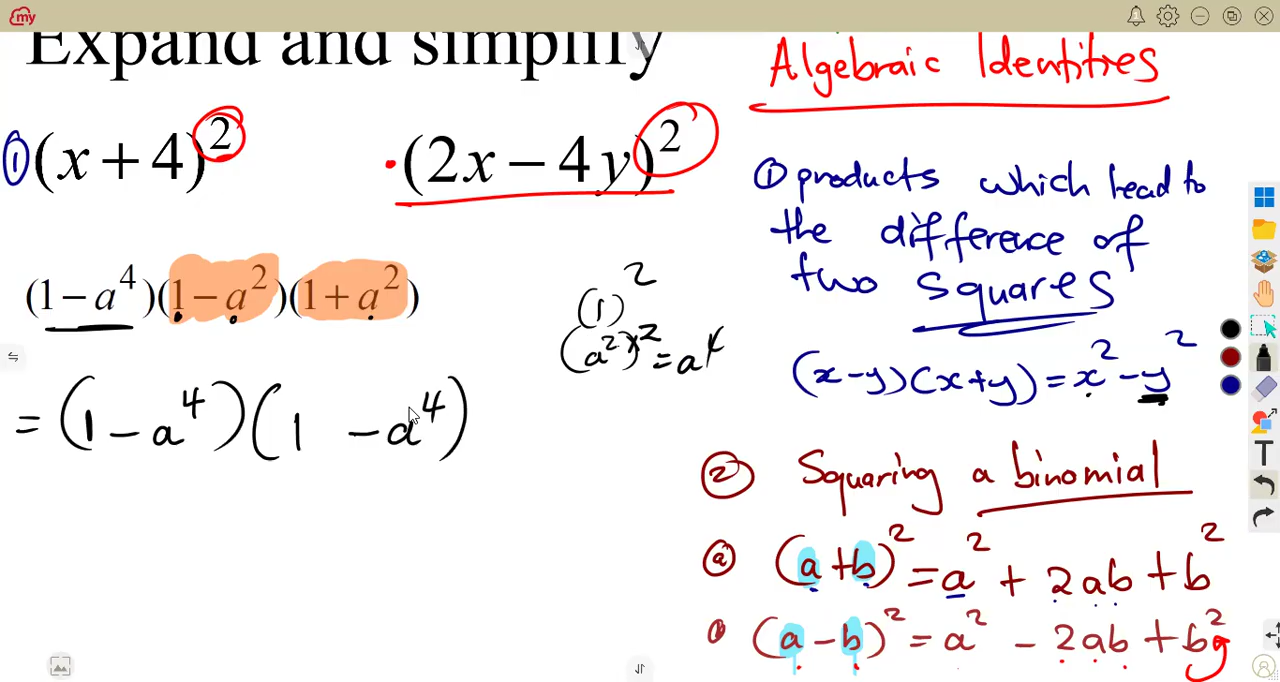 my
Expand and simplify
① (x + 4)²
(2x − 4y)²
(1 − a⁴)(1 − a²)(1 + a²)
(1)²
(a²)ˣ² = a⁴
= (1 − a⁴)(1 − a⁴)
Algebraic Identities
① products which lead to
the difference of
two squares
(x−y)(x+y) = x² − y²
② Squaring a binomial
ⓐ (a + b)² = a² + 2ab + b²
(a − b)² = a² − 2ab + b²
T